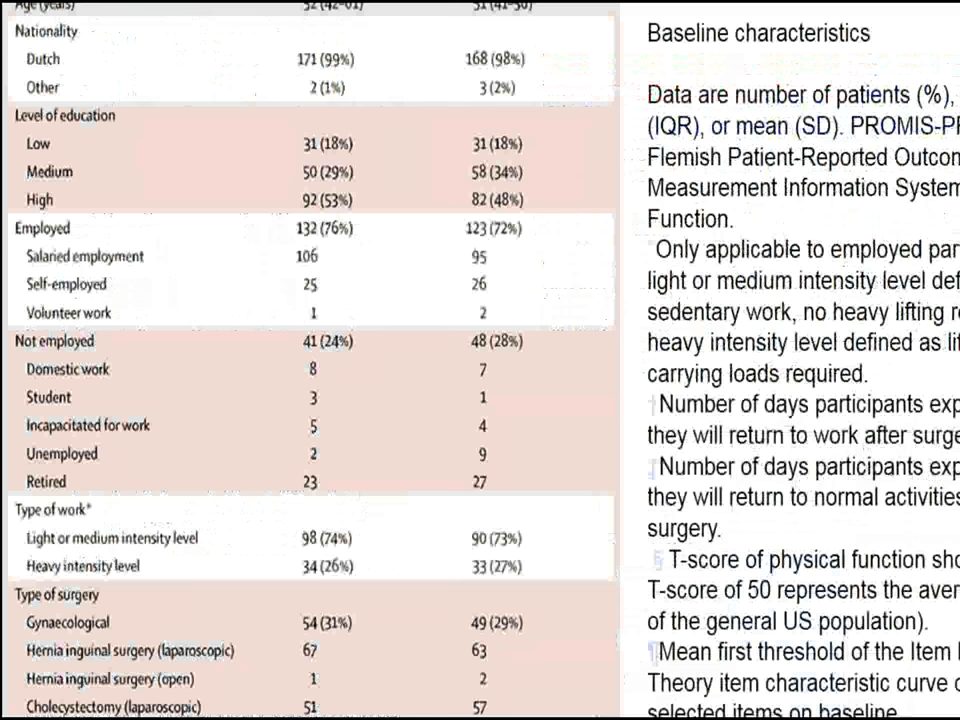 Age (years)
Nationality
Dutch 171 (99%) 168 (98%)
Other 2 (1%) 3 (2%)
Level of education
Low 31 (18%) 31 (18%)
Medium 50 (29%) 58 (34%)
High 92 (53%) 82 (48%)
Employed 132 (76%) 123 (72%)
Salaried employment 106 95
Self-employed 25 26
Volunteer work 1 2
Not employed 41 (24%) 48 (28%)
Domestic work 8 7
Student 3 1
Incapacitated for work 5 4
Unemployed 2 9
Retired 23 27
Type of work*
Light or medium intensity level 98 (74%) 90 (73%)
Heavy intensity level 34 (26%) 33 (27%)
Type of surgery
Gynaecological 54 (31%) 49 (29%)
Hernia inguinal surgery (laparoscopic) 67 63
Hernia inguinal surgery (open) 1 2
Cholecystectomy (laparoscopic) 51 57
Baseline characteristics
Data are number of patients (%),
(IQR), or mean (SD). PROMIS-PF
Flemish Patient-Reported Outcom
Measurement Information System
Function.
Only applicable to employed par
light or medium intensity level def
sedentary work, no heavy lifting r
heavy intensity level defined as lif
carrying loads required.
Number of days participants exp
they will return to work after surge
Number of days participants exp
they will return to normal activities
surgery.
§ T-score of physical function sho
T-score of 50 represents the aver
of the general US population).
¶Mean first threshold of the Item
Theory item characteristic curve
selected items on baseline